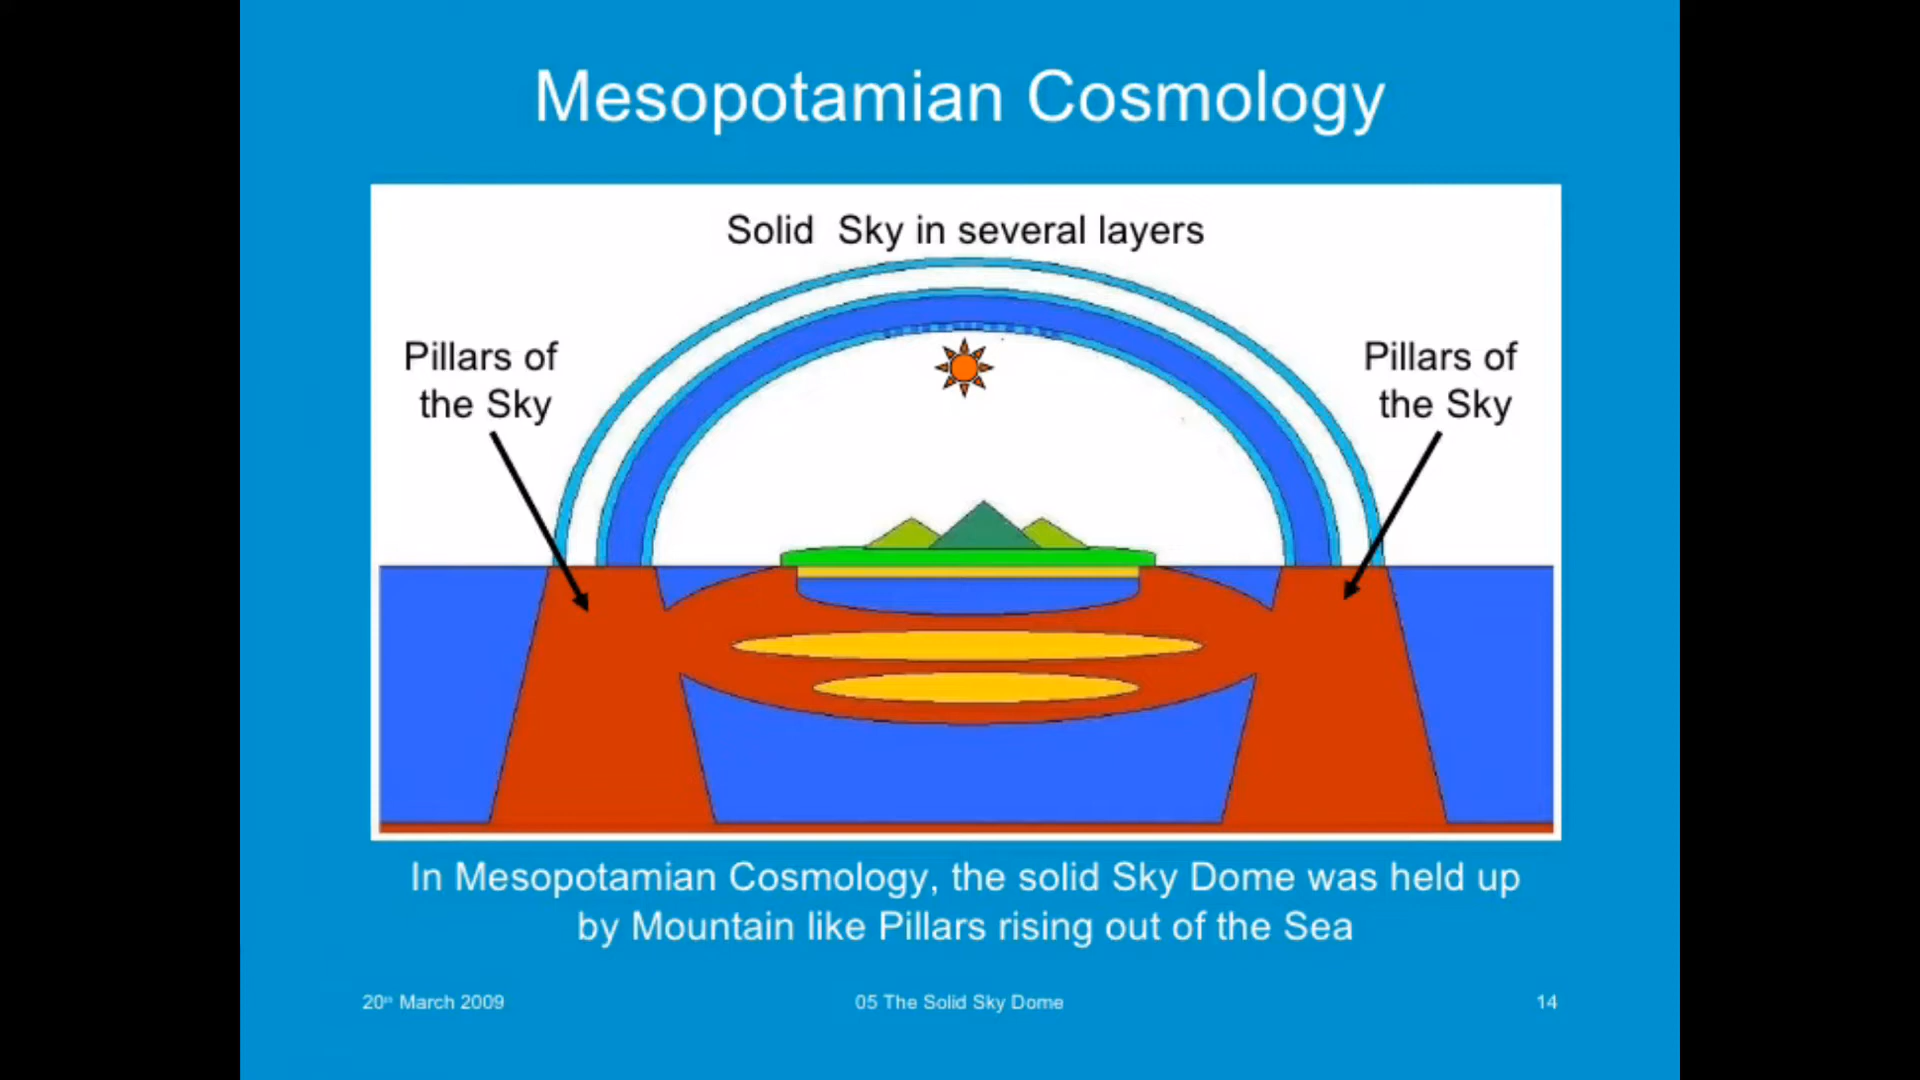 Mesopotamian Cosmology
Solid Sky in several layers
Pillars of
the Sky
Pillars of
the Sky
In Mesopotamian Cosmology, the solid Sky Dome was held up
by Mountain like Pillars rising out of the Sea
20th March 2009
05 The Solid Sky Dome
14